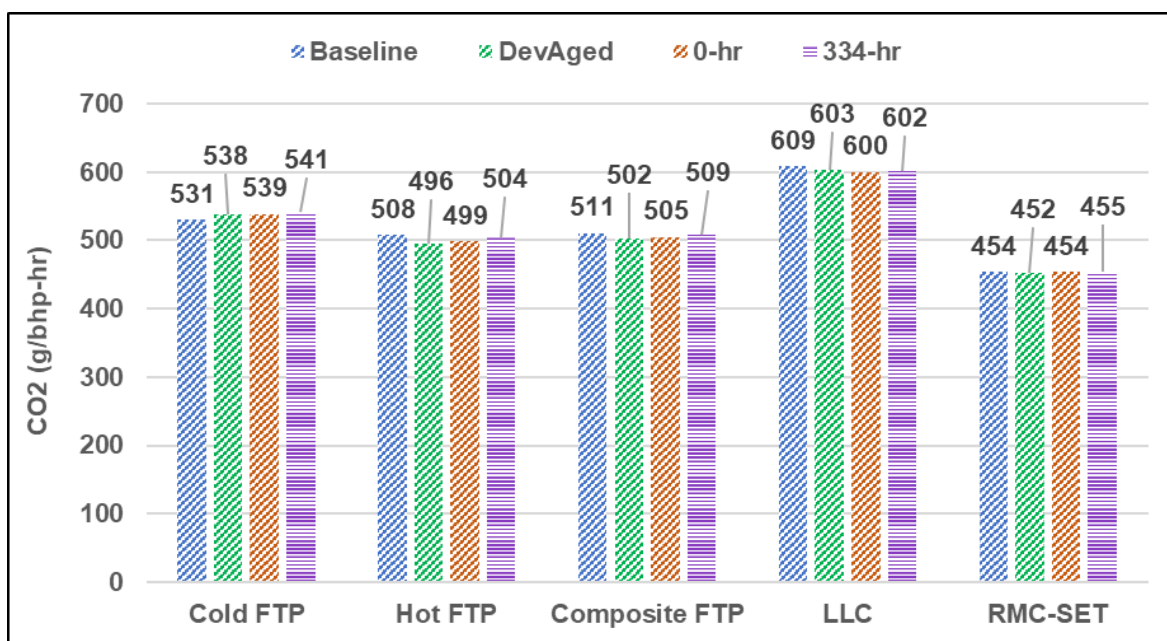 Baseline DevAged 0-hr 334-hr
700
600
500
400
300
200
100
0
CO2 (g/bhp-hr)
531 538 539 541
508 496 499 504
511 502 505 509
609 603 600 602
454 452 454 455
Cold FTP Hot FTP Composite FTP LLC RMC-SET